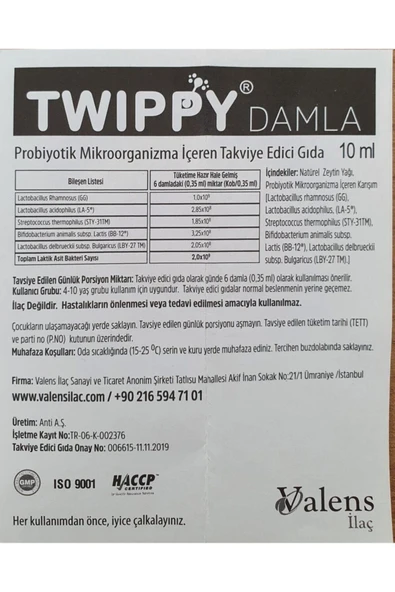 TWIPPY® DAMLA
Probiyotik Mikroorganizma İçeren Takviye Edici Gıda 10 ml
Bileşen Listesi
Tüketime Hazır Hale Gelmiş
6 damladaki (0,35 ml) miktar (Kob/0,35 ml)
Lactobacillus Rhamnosus (GG) 1,0x10⁹
Lactobacillus acidophilus (LA-5®) 2,85x10⁸
Streptococcus thermophilus (STY-31TM) 1,85x10⁸
Bifidobacterium animalis subsp. Lactis (BB-12®) 3,25x10⁸
Lactobacillus delbrueckii subsp. Bulgaricus (LBY-27 TM) 2,05x10⁸
Toplam Laktik Asit Bakteri Sayısı 2,0x10⁹
İçindekiler: Natürel Zeytin Yağı,
Probiyotik Mikroorganizma İçeren Karışım
[Lactobacillus rhamnosus (GG),
Lactobacillus acidophilus, (LA-5®),
Streptococcus thermophilus (STY-31TM),
Bifidobacterium animalis subsp.
Lactis (BB-12®), Lactobacillus delbrueckii
subsp. Bulgaricus (LBY-27 TM).]
Tavsiye Edilen Günlük Porsiyon Miktarı: Takviye edici gıda olarak günde 6 damla (0,35 ml) olarak kullanılması önerilir.
Kullanıcı Grubu: 4-10 yaş grubu kullanımı için uygundur. Takviye edici gıdalar normal beslenmenin yerine geçemez.
İlaç Değildir. Hastalıkların önlenmesi veya tedavi edilmesi amacıyla kullanılmaz.
Çocukların ulaşamayacağı yerde saklayın. Tavsiye edilen günlük porsiyonu aşmayın. Tavsiye edilen tüketim tarihi (TETT)
ve parti no (P.NO) kutunun üzerindedir.
Muhafaza Koşulları: Oda sıcaklığında (15-25 °C) serin ve kuru yerde muhafaza ediniz. Tercihen buzdolabında saklayınız.
Firma: Valens İlaç Sanayi ve Ticaret Anonim Şirketi Tatlısu Mahallesi Akif İnan Sokak No:21/1 Ümraniye /İstanbul
www.valensilac.com / +90 216 594 71 01
Üretim: Anti A.Ş.
İşletme Kayıt No:TR-06-K-002376
Takviye Edici Gıda Onay No: 006615-11.11.2019
GMP
ISO 9001
HACCP
CERTIFIED
Valens
İlaç
Her kullanımdan önce, iyice çalkalayınız.